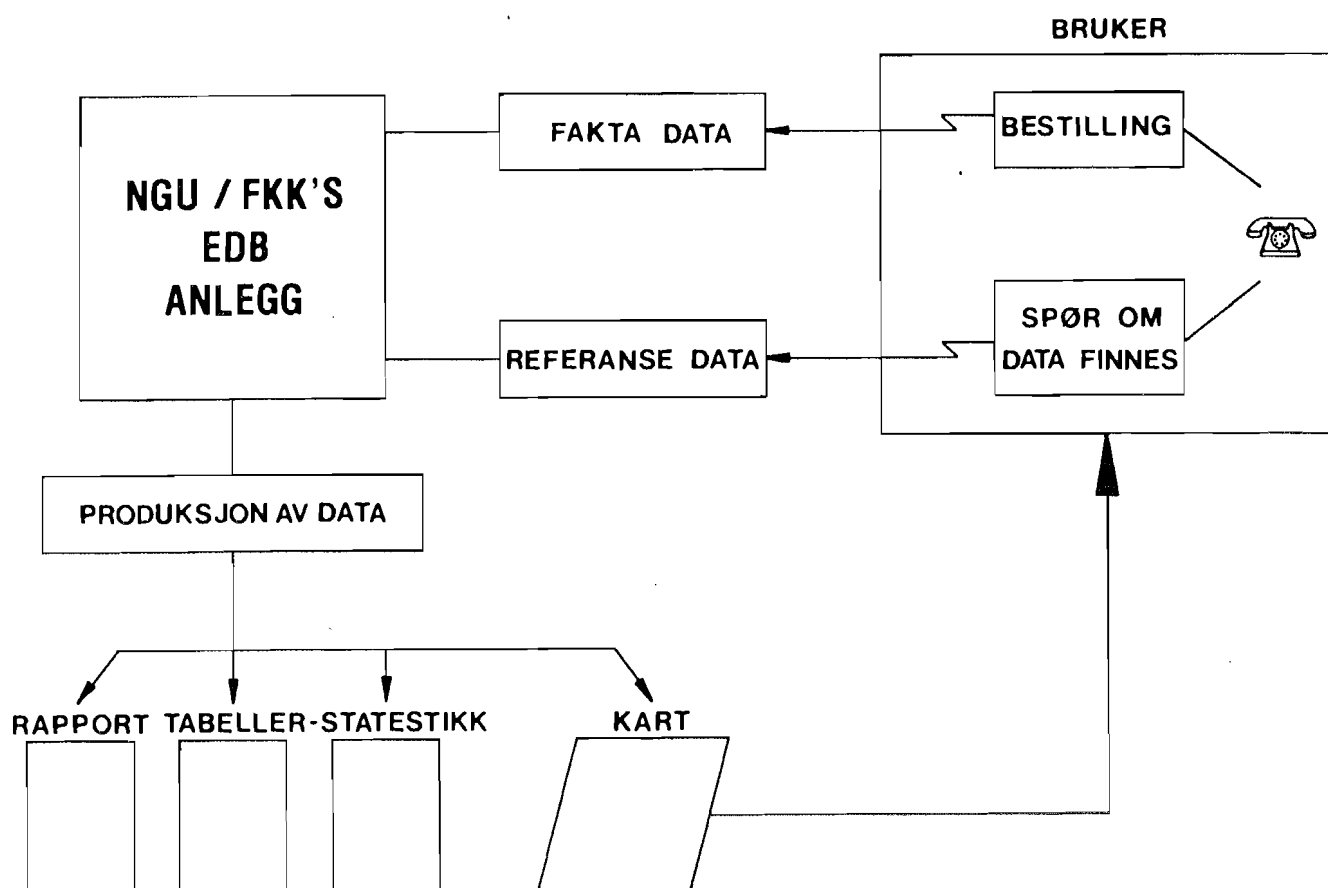 BRUKER
NGU / FKK'S
EDB
ANLEGG
FAKTA DATA
BESTILLING
REFERANSE DATA
SPØR OM
DATA FINNES
PRODUKSJON AV DATA
RAPPORT TABELLER-STATESTIKK
KART